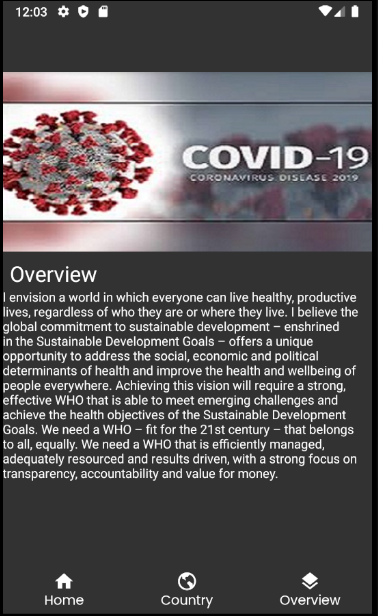 12:03
COVID-19
CORONAVIRUS DISEASE 2019
Overview
I envision a world in which everyone can live healthy, productive
lives, regardless of who they are or where they live. I believe the
global commitment to sustainable development – enshrined
in the Sustainable Development Goals – offers a unique
opportunity to address the social, economic and political
determinants of health and improve the health and wellbeing of
people everywhere. Achieving this vision will require a strong,
effective WHO that is able to meet emerging challenges and
achieve the health objectives of the Sustainable Development
Goals. We need a WHO – fit for the 21st century – that belongs
to all, equally. We need a WHO that is efficiently managed,
adequately resourced and results driven, with a strong focus on
transparency, accountability and value for money.
Home Country Overview